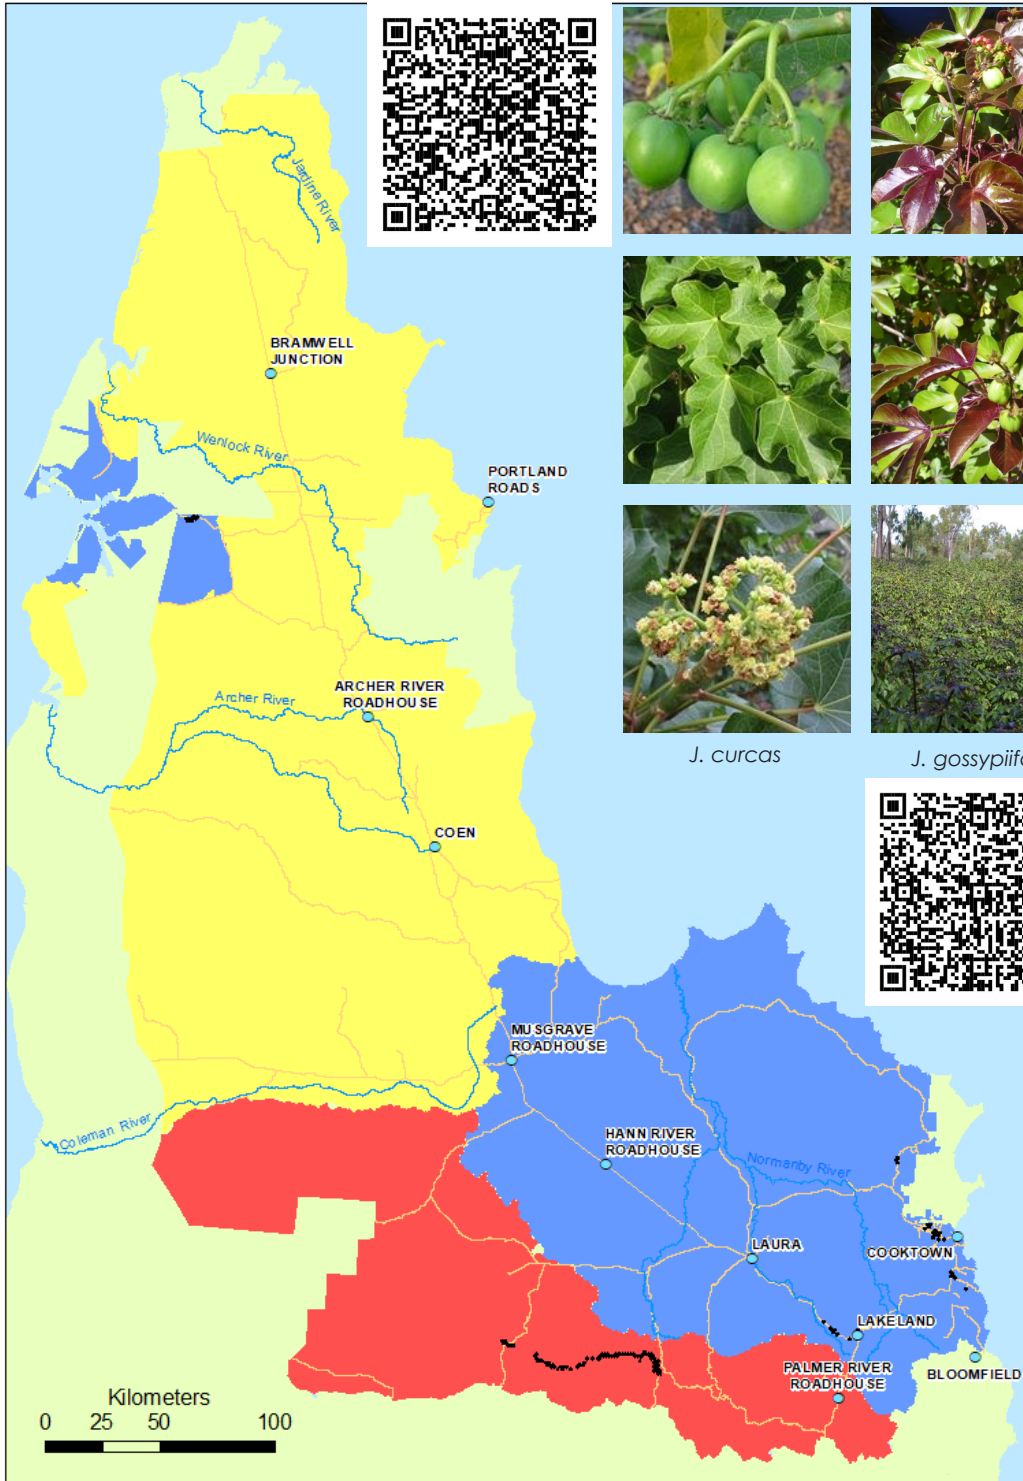 Jardine River
BRAMWELL
JUNCTION
Wenlock River
PORTLAND
ROADS
ARCHER RIVER
ROADHOUSE
Archer River
J. curcas
J. gossypiifo
COEN
MUSGRAVE
ROADHOUSE
Coleman River
HANN RIVER
ROADHOUSE
Normanby River
LAURA
COOKTOWN
LAKELAND
PALMER RIVER
ROADHOUSE
BLOOMFIELD
Kilometers
0 25 50 100